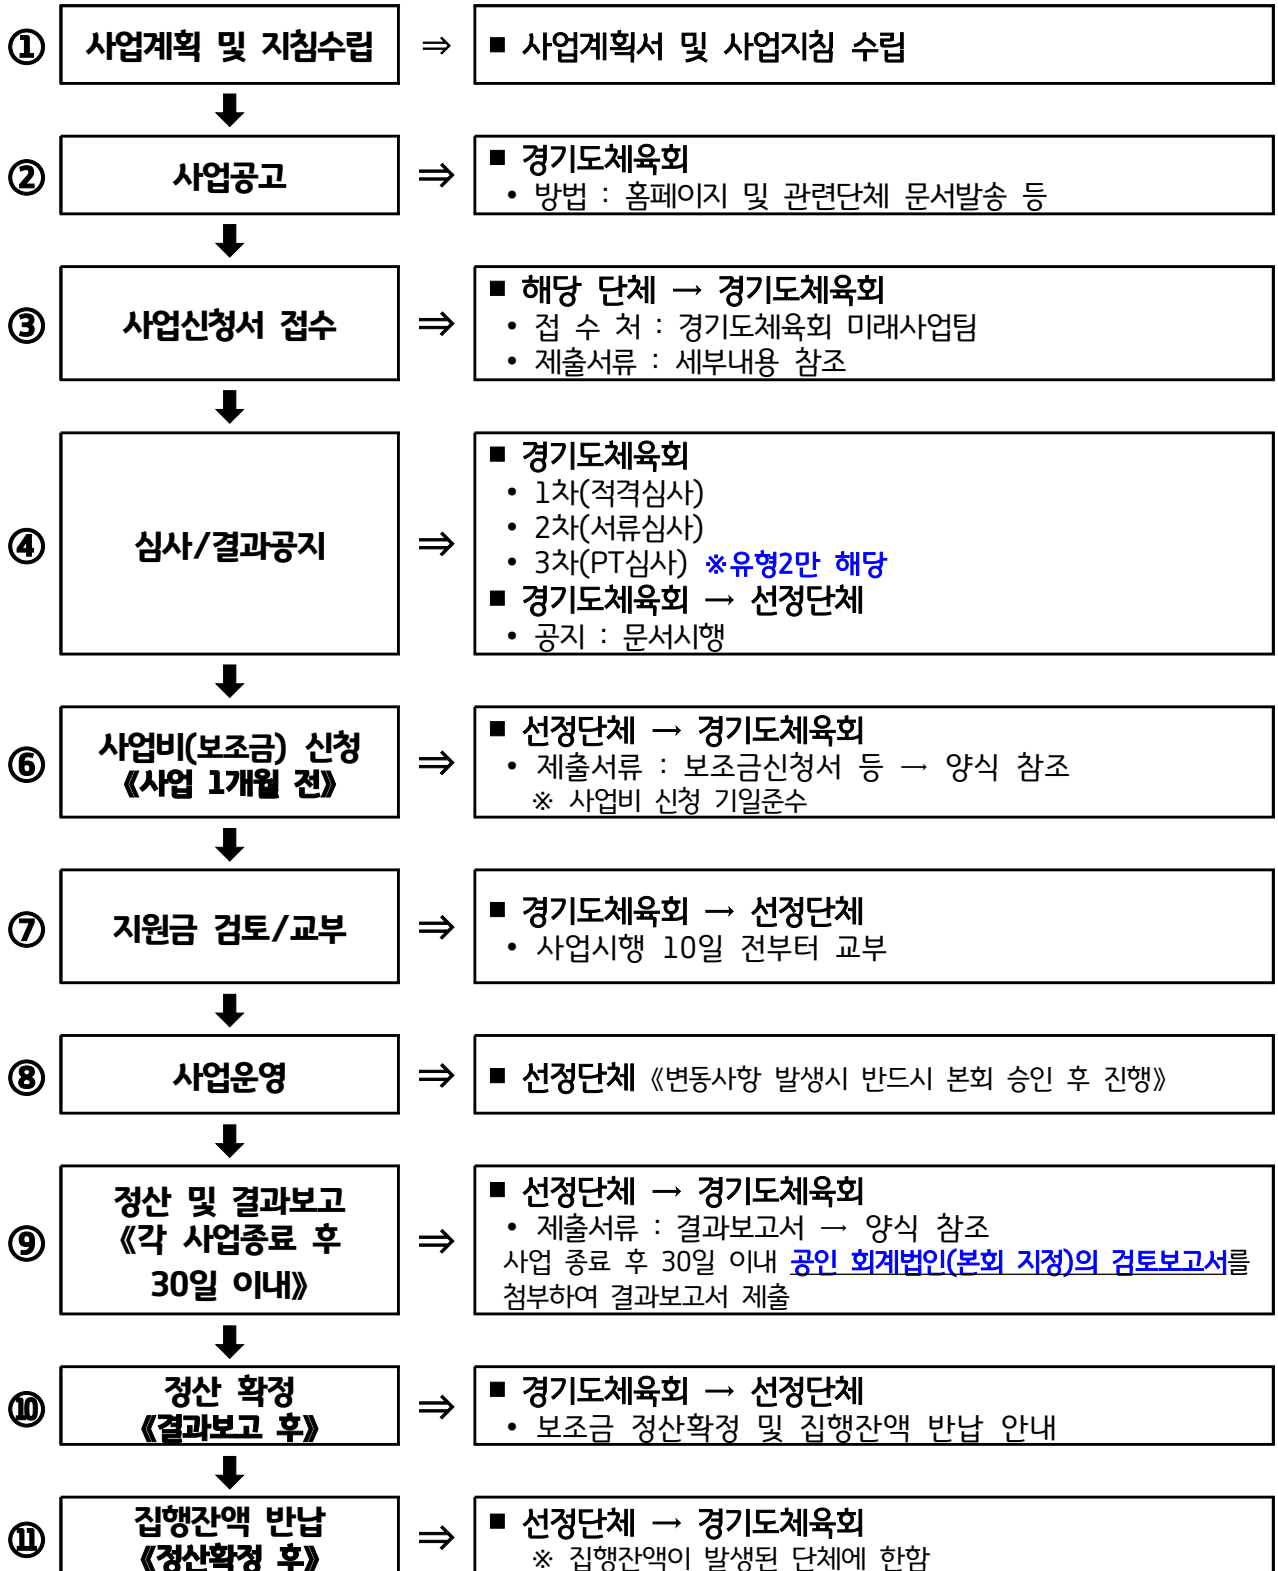 ① 사업계획 및 지침수립 ⇒ ■ 사업계획서 및 사업지침 수립
② 사업공고 ⇒ ■ 경기도체육회
• 방법 : 홈페이지 및 관련단체 문서발송 등
③ 사업신청서 접수 ⇒ ■ 해당 단체 → 경기도체육회
• 접 수 처 : 경기도체육회 미래사업팀
• 제출서류 : 세부내용 참조
④ 심사/결과공지 ⇒ ■ 경기도체육회
• 1차(적격심사)
• 2차(서류심사)
• 3차(PT심사) ※유형2만 해당
■ 경기도체육회 → 선정단체
• 공지 : 문서시행
⑥ 사업비(보조금) 신청
《사업 1개월 전》 ⇒ ■ 선정단체 → 경기도체육회
• 제출서류 : 보조금신청서 등 → 양식 참조
※ 사업비 신청 기일준수
⑦ 지원금 검토/교부 ⇒ ■ 경기도체육회 → 선정단체
• 사업시행 10일 전부터 교부
⑧ 사업운영 ⇒ ■ 선정단체 《변동사항 발생시 반드시 본회 승인 후 진행》
⑨ 정산 및 결과보고
《각 사업종료 후
30일 이내》 ⇒ ■ 선정단체 → 경기도체육회
• 제출서류 : 결과보고서 → 양식 참조
사업 종료 후 30일 이내 공인 회계법인(본회 지정)의 검토보고서를
첨부하여 결과보고서 제출
⑩ 정산 확정
《결과보고 후》 ⇒ ■ 경기도체육회 → 선정단체
• 보조금 정산확정 및 집행잔액 반납 안내
⑪ 집행잔액 반납
《정산확정 후》 ⇒ ■ 선정단체 → 경기도체육회
※ 집행잔액이 발생된 단체에 한함